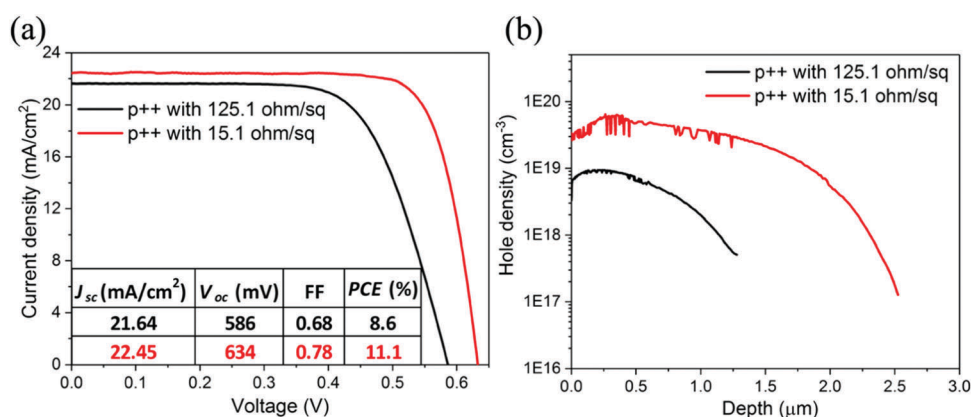 (a)
24
20
16
12
8
4
0
Current density (mA/cm²)
p++ with 125.1 ohm/sq
p++ with 15.1 ohm/sq
J sc (mA/cm²) V oc (mV) FF PCE (%)
21.64 586 0.68 8.6
22.45 634 0.78 11.1
0.0 0.1 0.2 0.3 0.4 0.5 0.6
Voltage (V)
(b)
p++ with 125.1 ohm/sq
p++ with 15.1 ohm/sq
1E20
1E19
1E18
1E17
1E16
Hole density (cm⁻³)
0.0 0.5 1.0 1.5 2.0 2.5 3.0
Depth (μm)